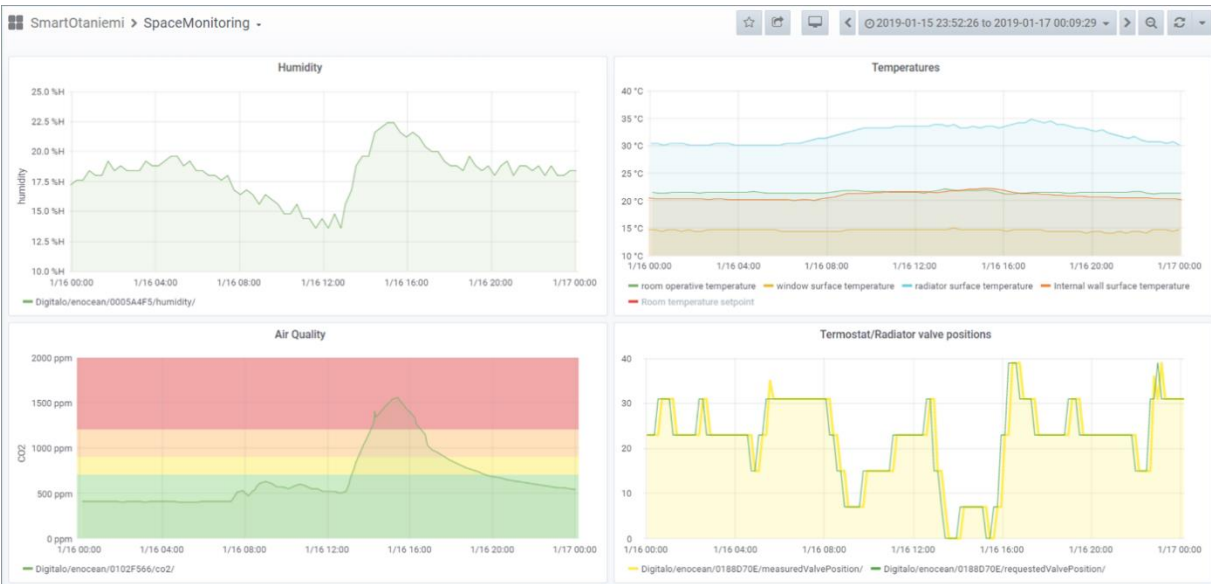 SmartOtaniemi > SpaceMonitoring
2019-01-15 23:52:26 to 2019-01-17 00:09:29
Humidity
25.0 %H
22.5 %H
20.0 %H
17.5 %H
15.0 %H
12.5 %H
10.0 %H
humidity
1/16 00:00 1/16 04:00 1/16 08:00 1/16 12:00 1/16 16:00 1/16 20:00 1/17 00:00
Digitalo/enocean/0005A4F5/humidity/
Temperatures
40 °C
35 °C
30 °C
25 °C
20 °C
15 °C
10 °C
1/16 00:00 1/16 04:00 1/16 08:00 1/16 12:00 1/16 16:00 1/16 20:00 1/17 00:00
room operative temperature window surface temperature radiator surface temperature Internal wall surface temperature
Room temperature setpoint
Air Quality
2000 ppm
1500 ppm
1000 ppm
500 ppm
0 ppm
CO2
1/16 00:00 1/16 04:00 1/16 08:00 1/16 12:00 1/16 16:00 1/16 20:00 1/17 00:00
Digitalo/enocean/0102F566/co2/
Termostat/Radiator valve positions
40
30
20
10
0
1/16 00:00 1/16 04:00 1/16 08:00 1/16 12:00 1/16 16:00 1/16 20:00 1/17 00:00
Digitalo/enocean/0188D70E/measuredValvePosition/ Digitalo/enocean/0188D70E/requestedValvePosition/